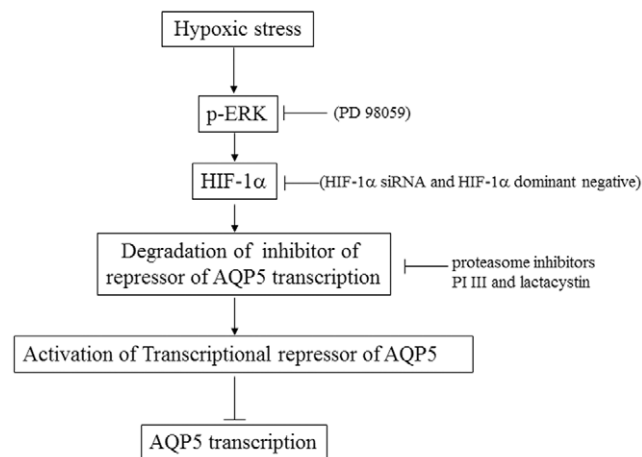 Hypoxic stress
p-ERK
(PD 98059)
HIF-1α
(HIF-1α siRNA and HIF-1α dominant negative)
Degradation of inhibitor of
repressor of AQP5 transcription
proteasome inhibitors
PI III and lactacystin
Activation of Transcriptional repressor of AQP5
AQP5 transcription